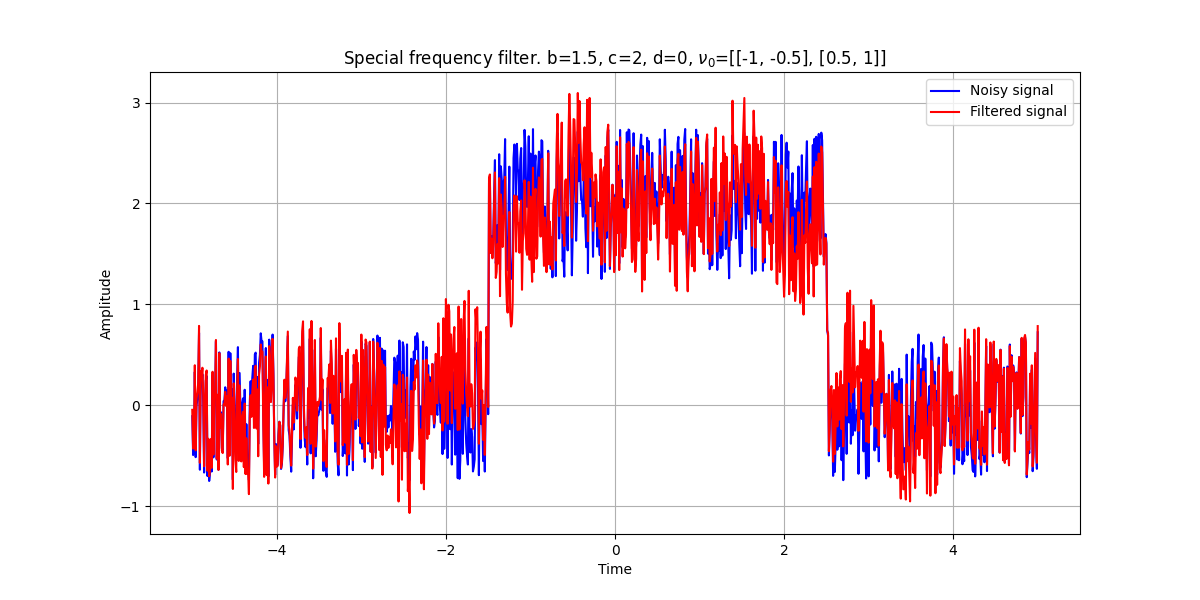 Special frequency filter. b=1.5, c=2, d=0, ν₀=[[-1, -0.5], [0.5, 1]]
Noisy signal
Filtered signal
3
2
1
0
−1
Amplitude
−4
−2
0
2
4
Time